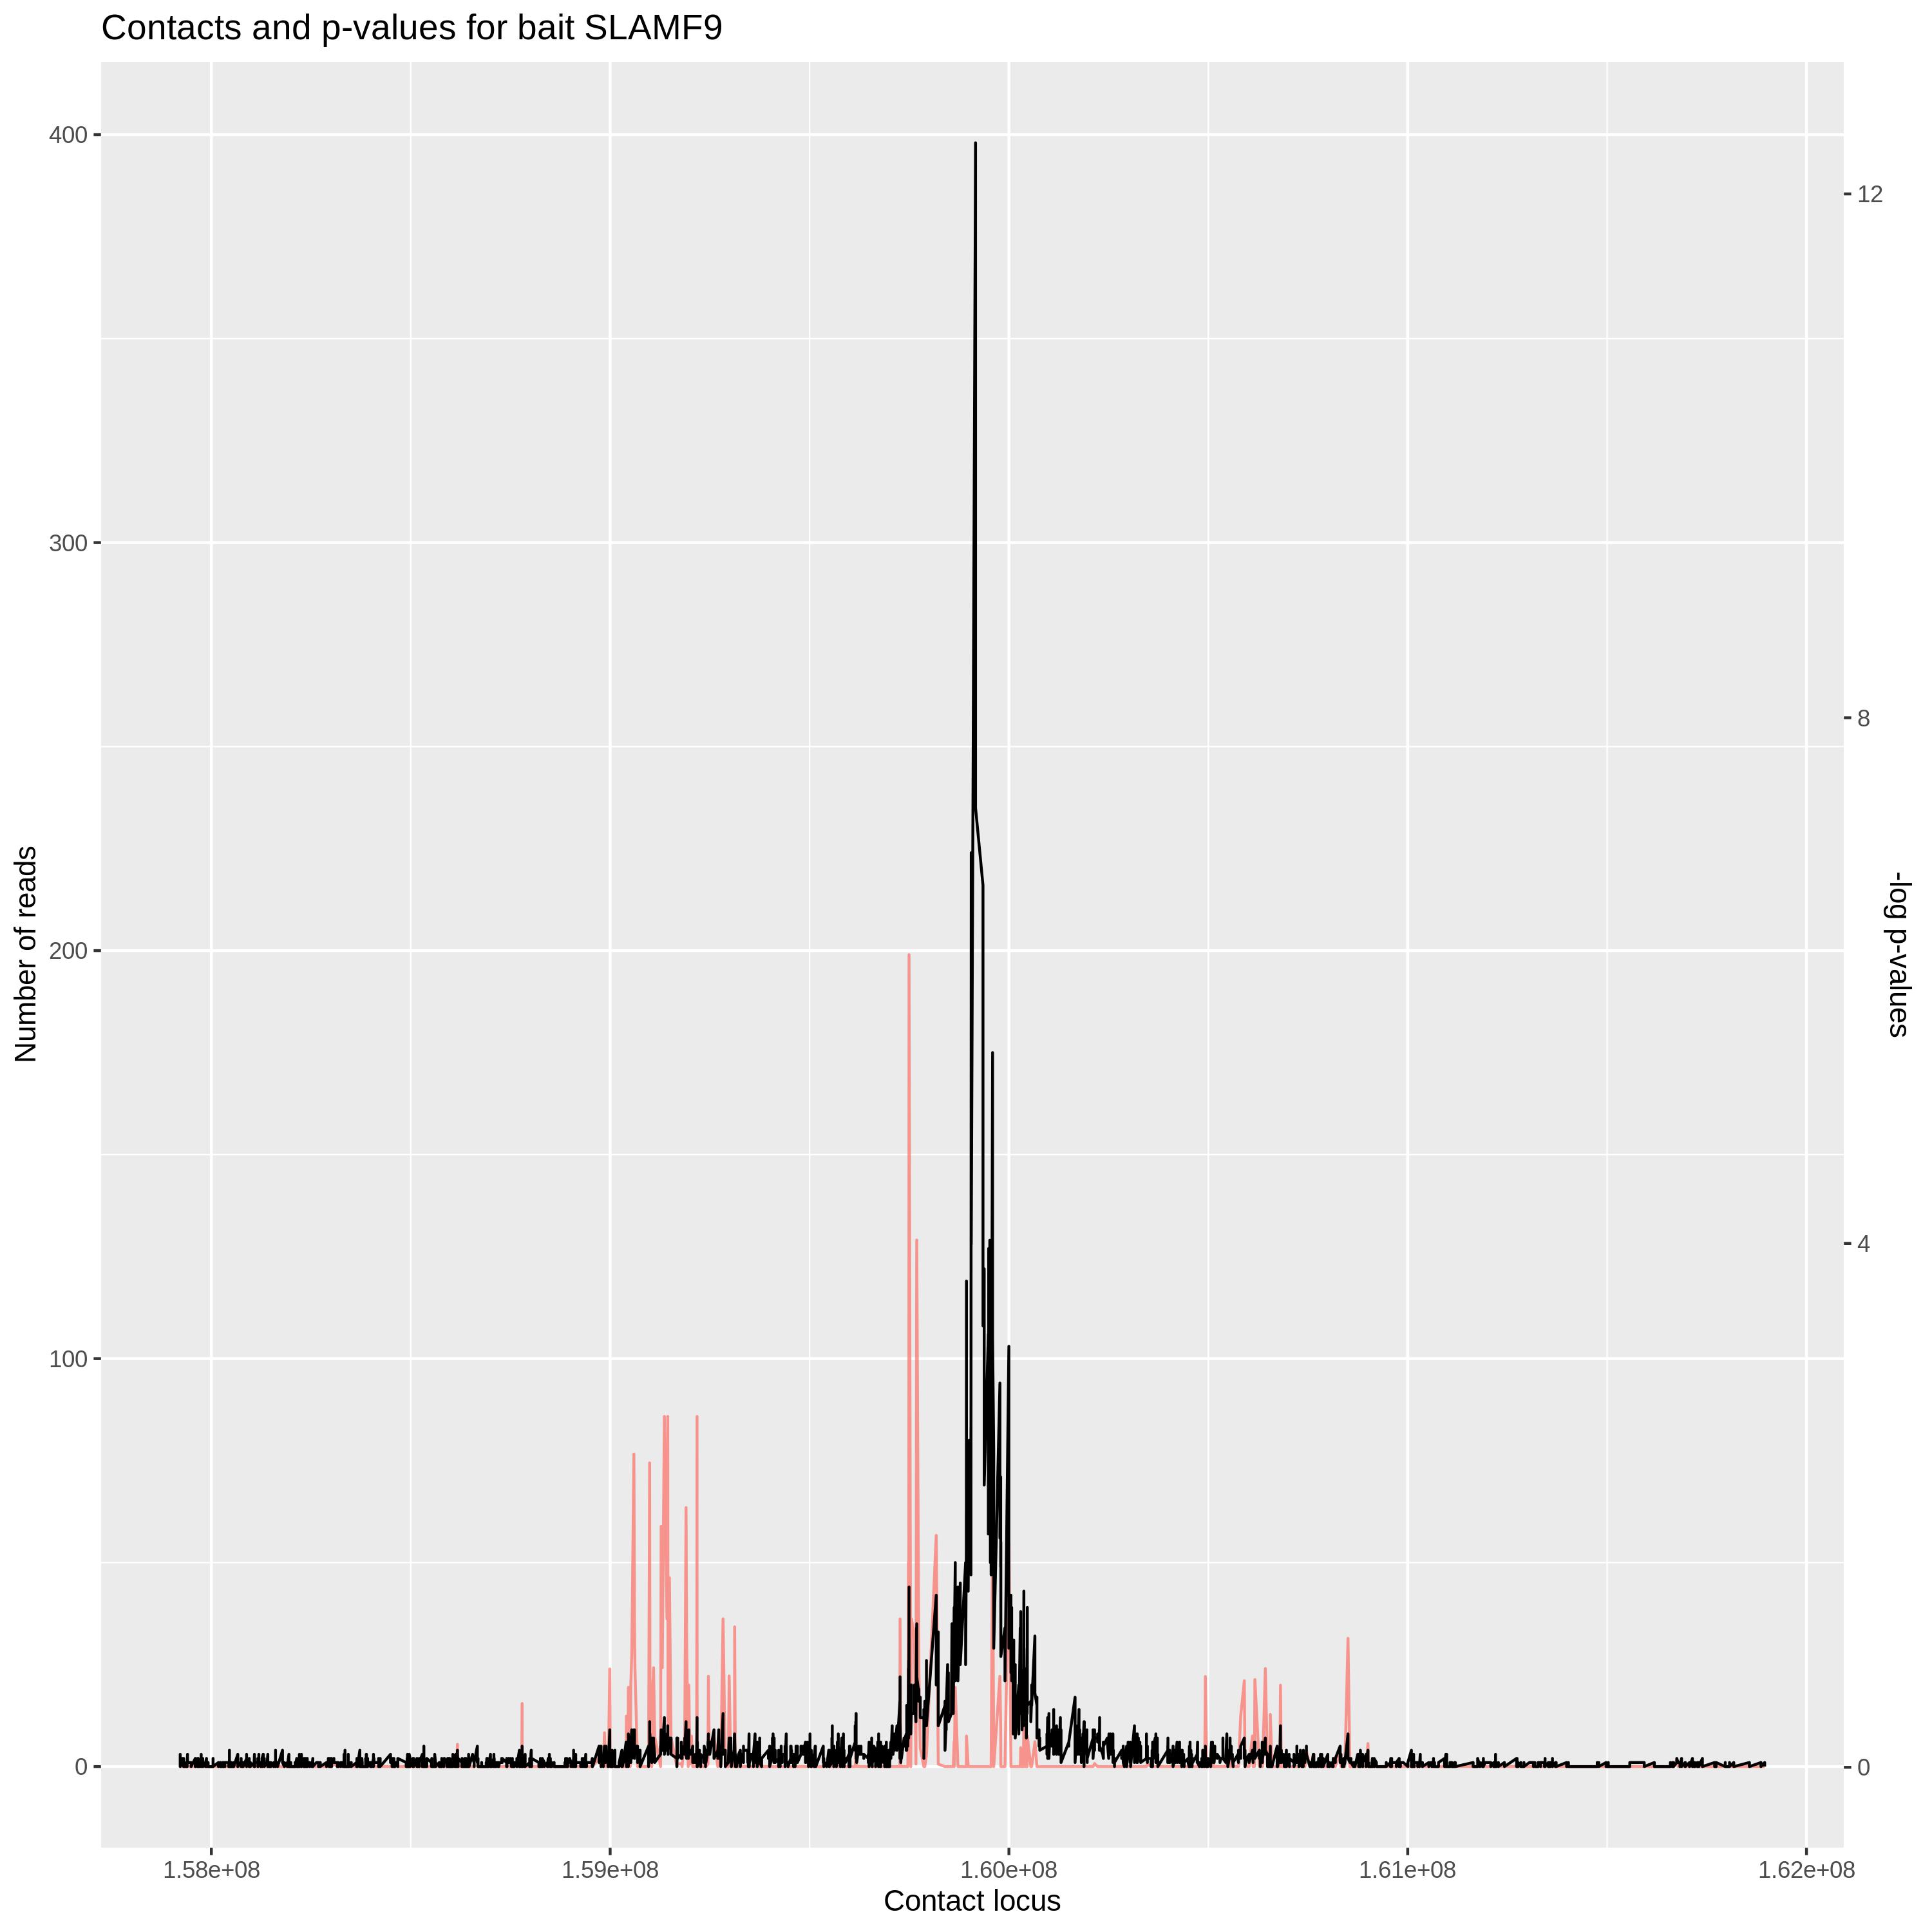 Contacts and p-values for bait SLAMF9
400
300
200
100
0
12
8
4
0
Number of reads
-log p-values
1.58e+08
1.59e+08
1.60e+08
1.61e+08
1.62e+08
Contact locus